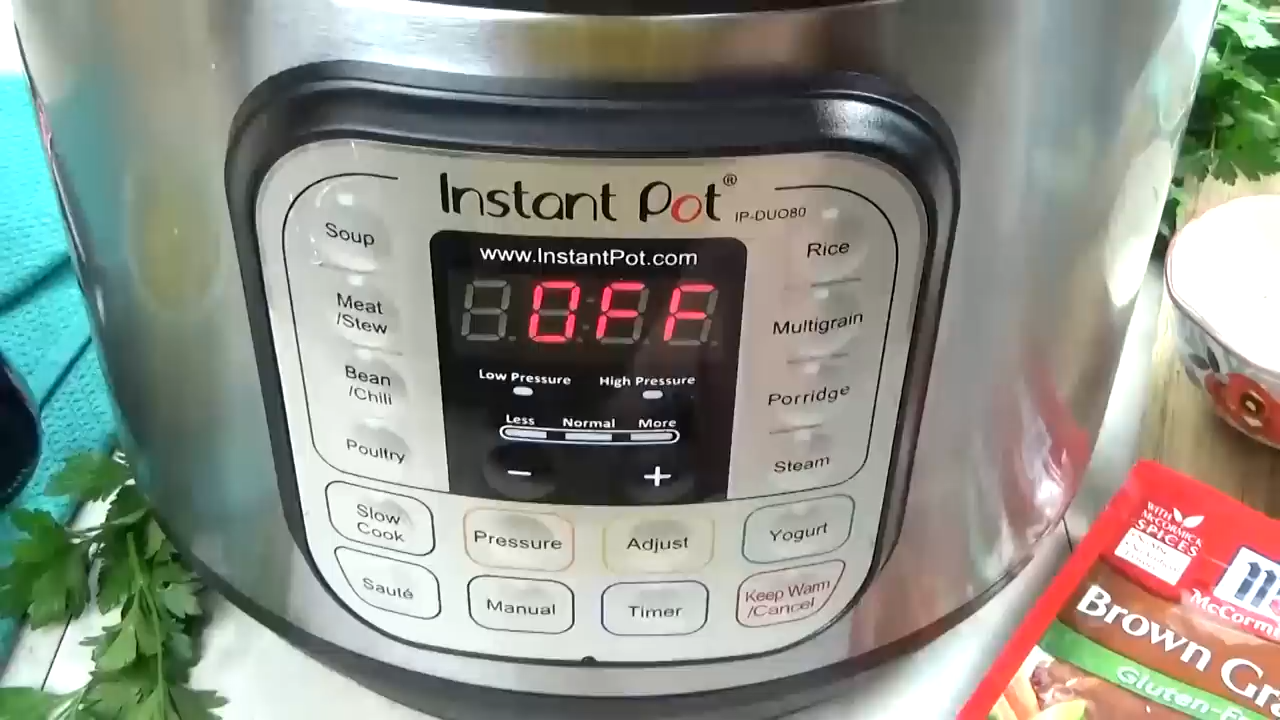 Instant Pot®
IP-DUO80
www.InstantPot.com
OFF
Low Pressure High Pressure
Less Normal More
− +
Soup
Meat
/Stew
Bean
/Chili
Poultry
Rice
Multigrain
Porridge
Steam
Slow
Cook
Pressure
Adjust
Yogurt
Sauté
Manual
Timer
Keep Warm
/Cancel
WITH
McCORMICK
SPICES
McCormi
Brown Gra
Gluten-F